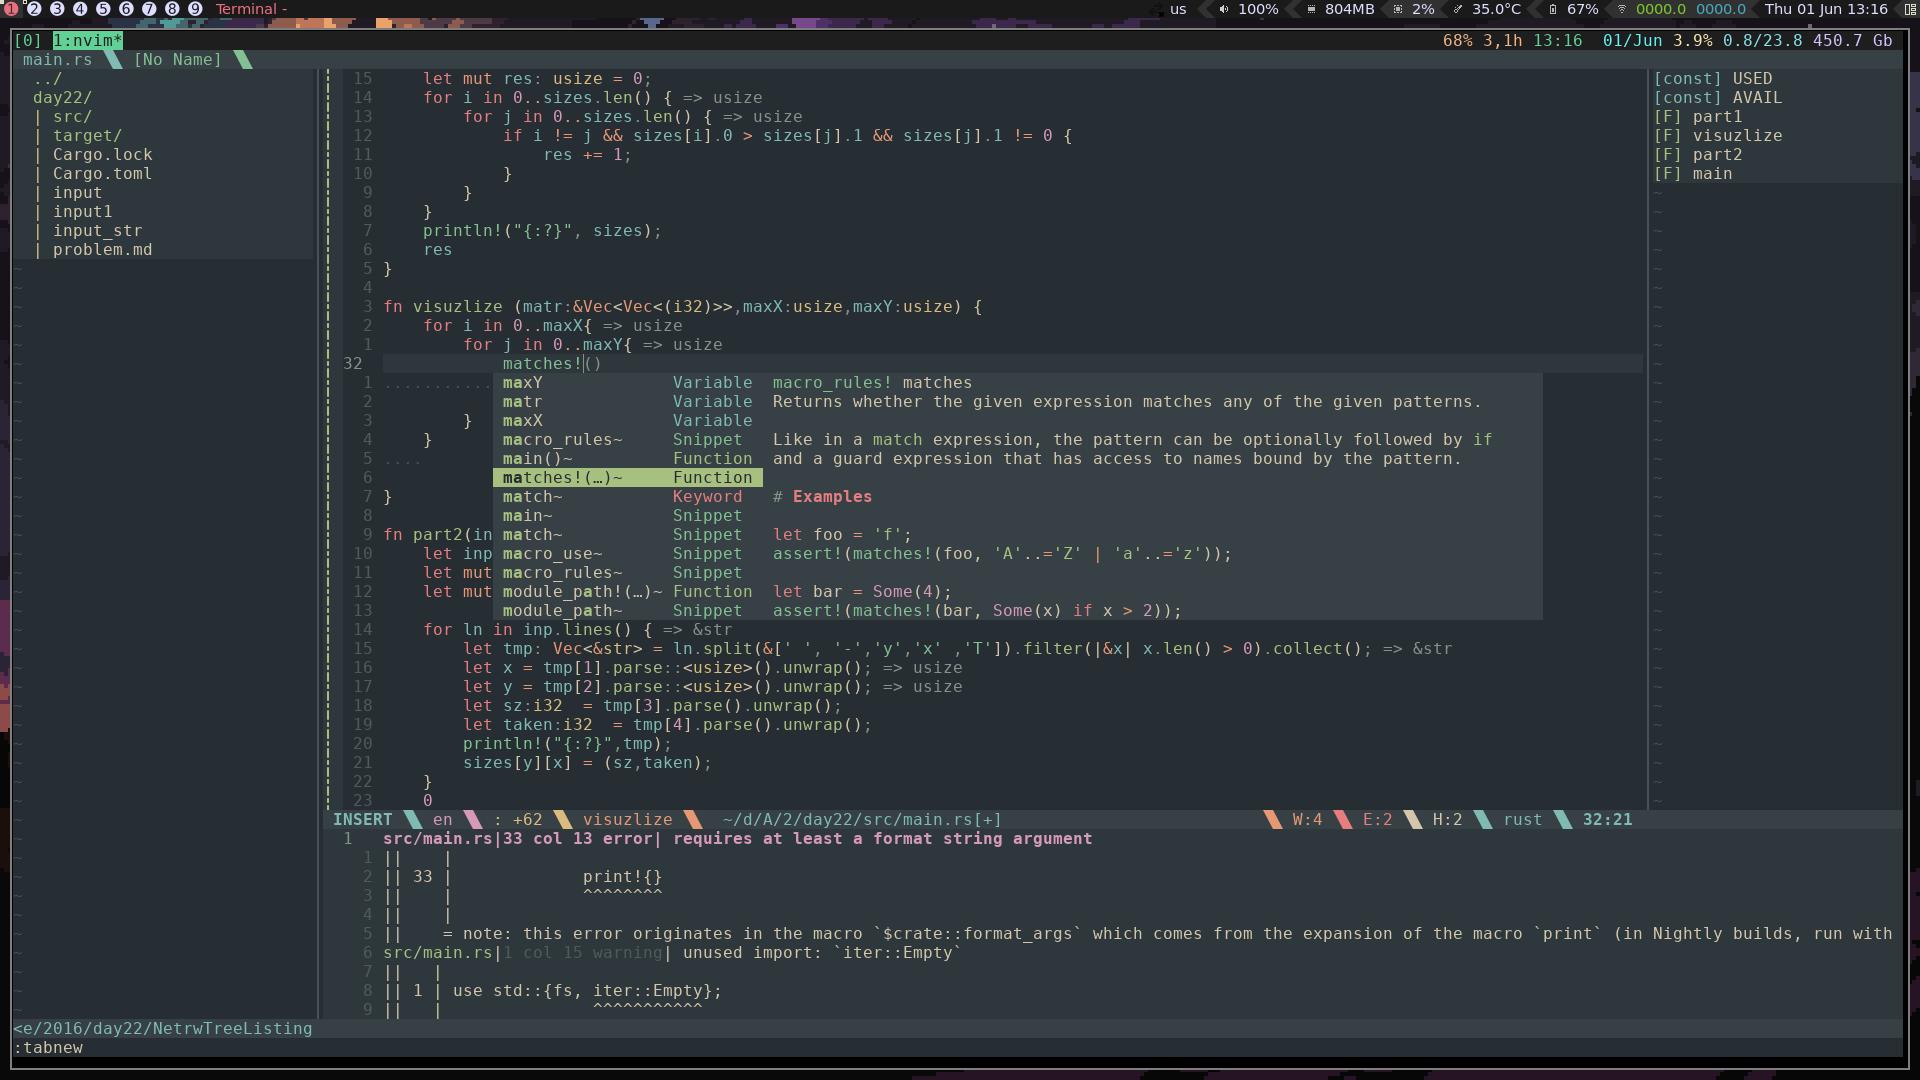 1 2 3 4 5 6 7 8 9 Terminal - us 100% 804MB 2% 35.0°C 67% 0000.0 0000.0 Thu 01 Jun 13:16
[0] 1:nvim* 68% 3,1h 13:16 01/Jun 3.9% 0.8/23.8 450.7 Gb
main.rs [No Name]
../
day22/
| src/
| target/
| Cargo.lock
| Cargo.toml
| input
| input1
| input_str
| problem.md
15 let mut res: usize = 0;
14 for i in 0..sizes.len() { => usize
13 for j in 0..sizes.len() { => usize
12 if i != j && sizes[i].0 > sizes[j].1 && sizes[j].1 != 0 {
11 res += 1;
10 }
9 }
8 }
7 println!("{:?}", sizes);
6 res
5 }
4
3 fn visuzlize (matr:&Vec<Vec<(i32)>>,maxX:usize,maxY:usize) {
2 for i in 0..maxX{ => usize
1 for j in 0..maxY{ => usize
32 matches!()
1 ...........
2
3 }
4 }
5 ....
6
7 }
8
9 fn part2(in
10 let inp
11 let mut
12 let mut
13
14 for ln in inp.lines() { => &str
15 let tmp: Vec<&str> = ln.split(&[' ', '-','y','x' ,'T']).filter(|&x| x.len() > 0).collect(); => &str
16 let x = tmp[1].parse::<usize>().unwrap(); => usize
17 let y = tmp[2].parse::<usize>().unwrap(); => usize
18 let sz:i32  = tmp[3].parse().unwrap();
19 let taken:i32  = tmp[4].parse().unwrap();
20 println!("{:?}",tmp);
21 sizes[y][x] = (sz,taken);
22 }
23 0
maxY Variable
matr Variable
maxX Variable
macro_rules~ Snippet
main()~ Function
matches!(…)~ Function
match~ Keyword
main~ Snippet
match~ Snippet
macro_use~ Snippet
macro_rules~ Snippet
module_path!(…)~ Function
module_path~ Snippet
macro_rules! matches
Returns whether the given expression matches any of the given patterns.
Like in a match expression, the pattern can be optionally followed by if
and a guard expression that has access to names bound by the pattern.
# Examples
let foo = 'f';
assert!(matches!(foo, 'A'..='Z' | 'a'..='z'));
let bar = Some(4);
assert!(matches!(bar, Some(x) if x > 2));
[const] USED
[const] AVAIL
[F] part1
[F] visuzlize
[F] part2
[F] main
INSERT en : +62 visuzlize ~/d/A/2/day22/src/main.rs[+] W:4 E:2 H:2 rust 32:21
1 src/main.rs|33 col 13 error| requires at least a format string argument
1 || |
2 || 33 | print!{}
3 || | ^^^^^^^^
4 || |
5 || = note: this error originates in the macro `$crate::format_args` which comes from the expansion of the macro `print` (in Nightly builds, run with
6 src/main.rs|1 col 15 warning| unused import: `iter::Empty`
7 || |
8 || 1 | use std::{fs, iter::Empty};
9 || | ^^^^^^^^^^^
<e/2016/day22/NetrwTreeListing
:tabnew